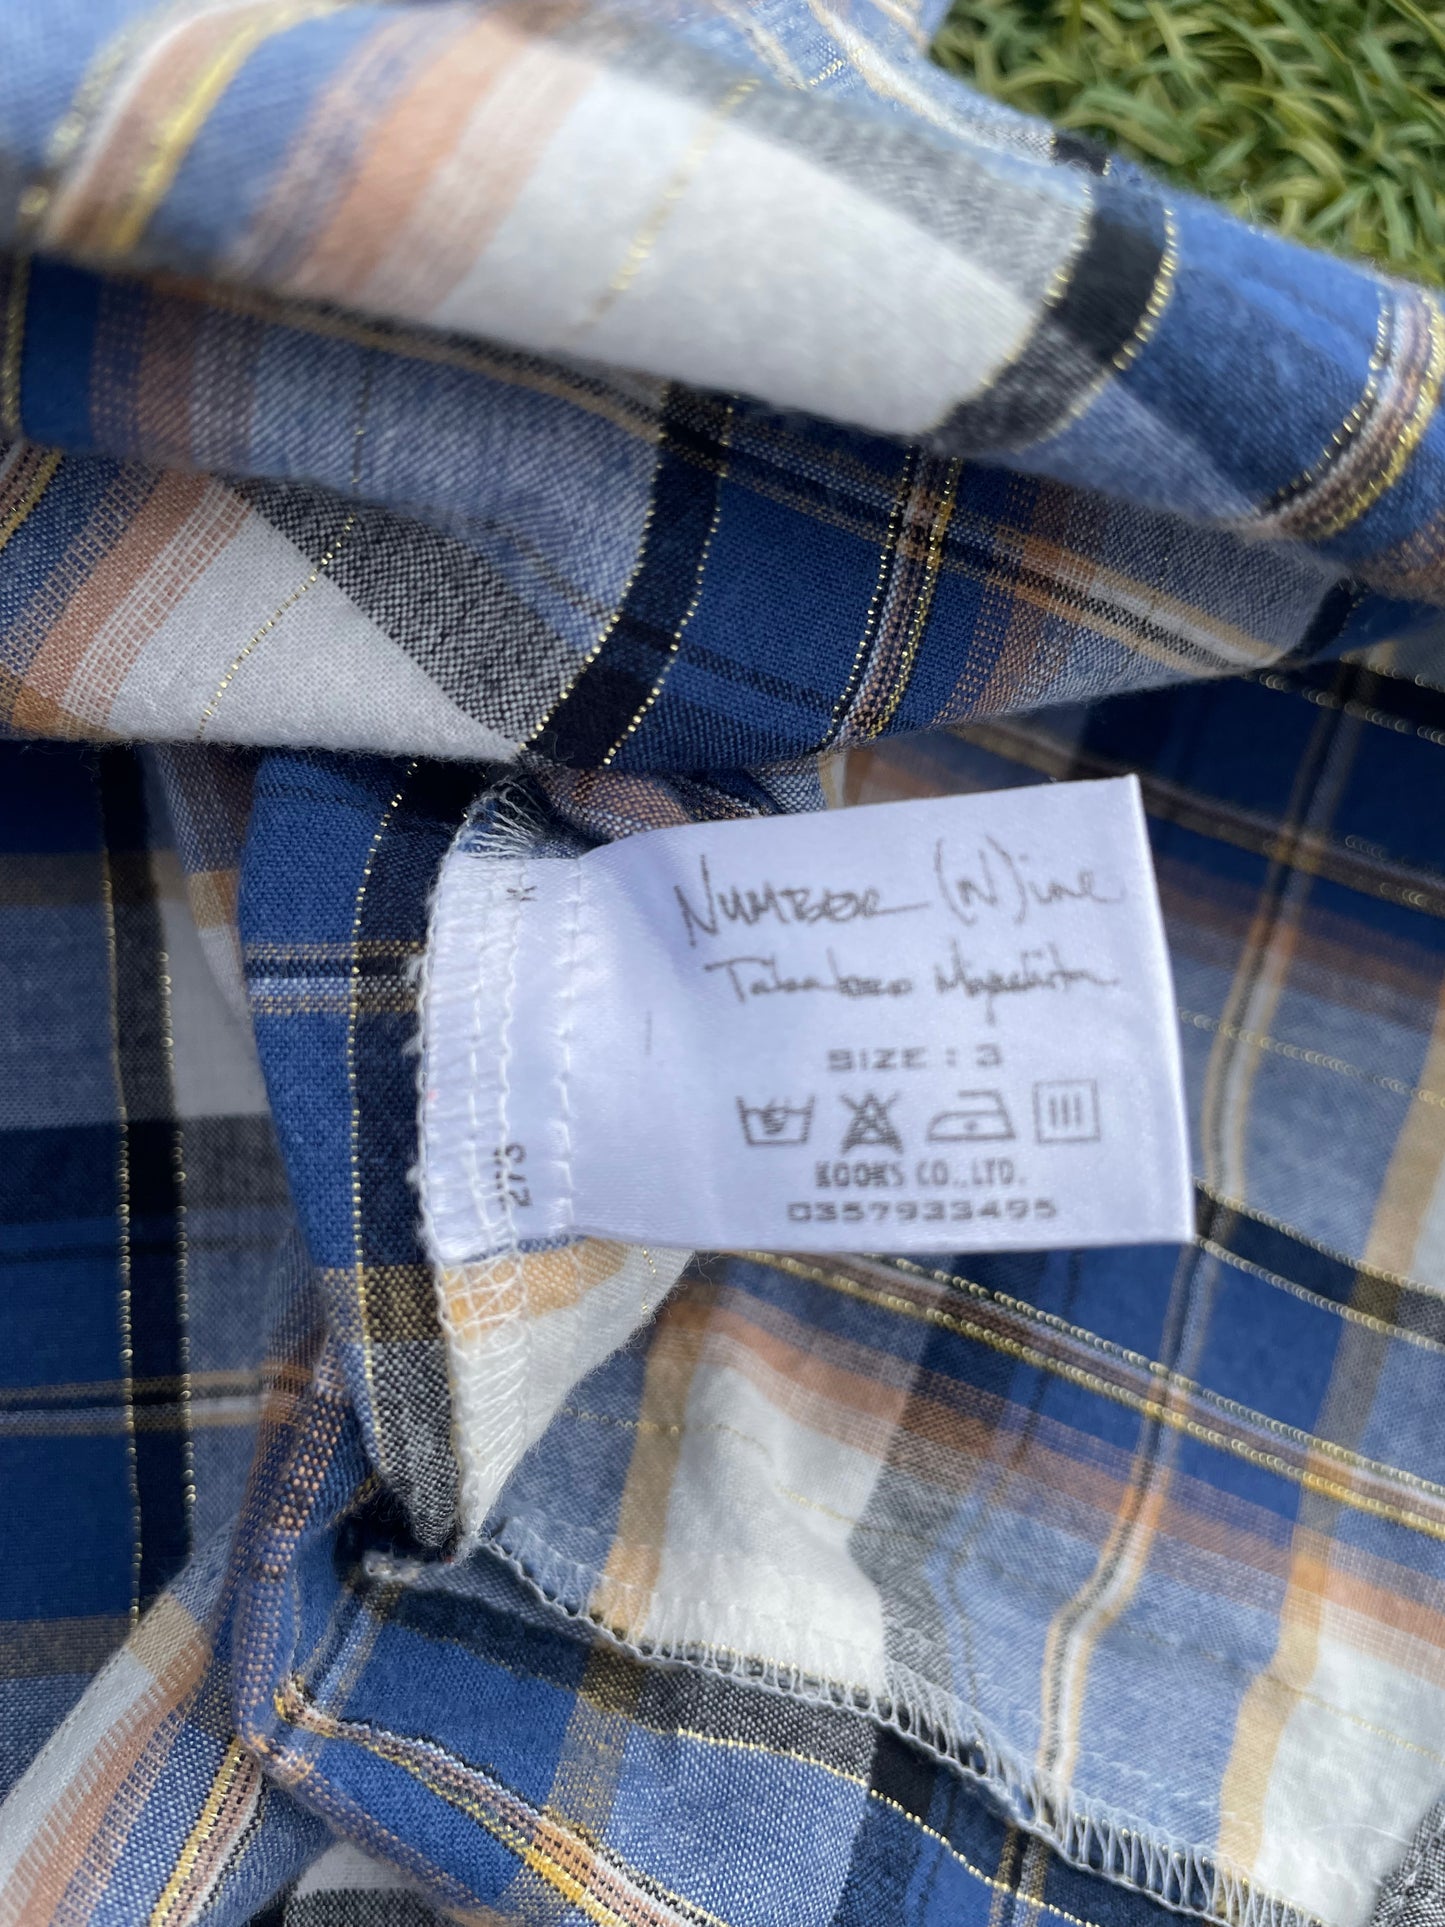 NUMBER (N)ine
Takahiro Miyashita.
SIZE : 3
KOOKS CO.,LTD.
0357933495